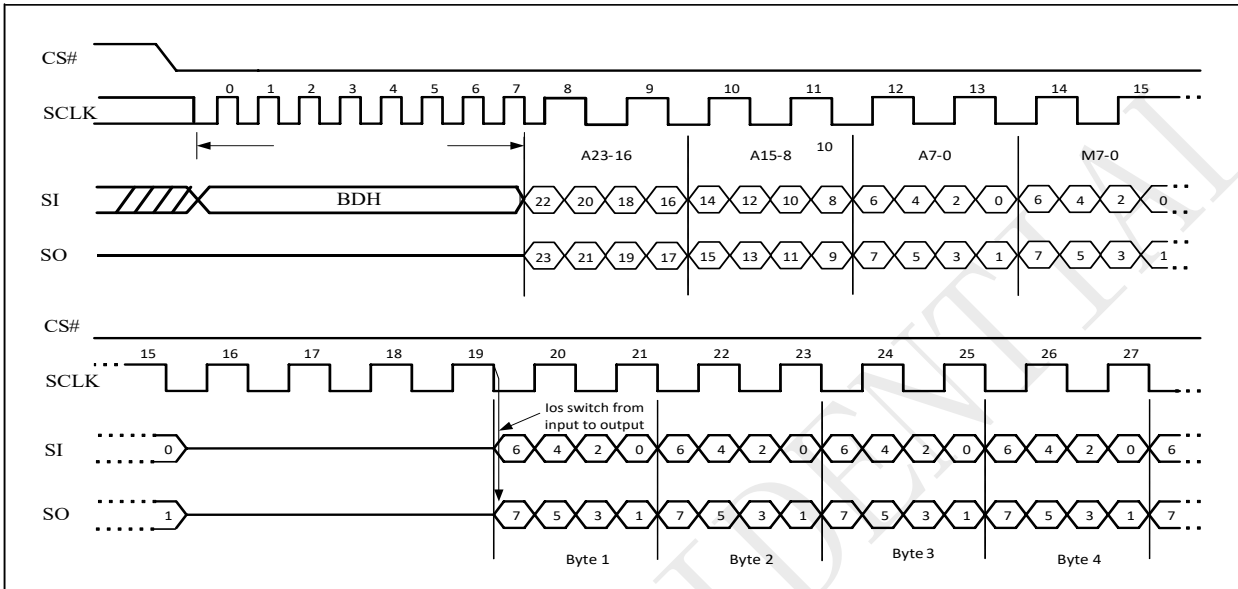 CS#
0 1 2 3 4 5 6 7 8 9 10 11 12 13 14 15
SCLK
A23-16 A15-8 10 A7-0 M7-0
SI BDH 22 20 18 16 14 12 10 8 6 4 2 0 6 4 2 0
SO 23 21 19 17 15 13 11 9 7 5 3 1 7 5 3 1
CS#
15 16 17 18 19 20 21 22 23 24 25 26 27
SCLK
Ios switch from
input to output
SI 0 6 4 2 0 6 4 2 0 6 4 2 0 6 4 2 0 6
SO 1 7 5 3 1 7 5 3 1 7 5 3 1 7 5 3 1 7
Byte 1 Byte 2 Byte 3 Byte 4